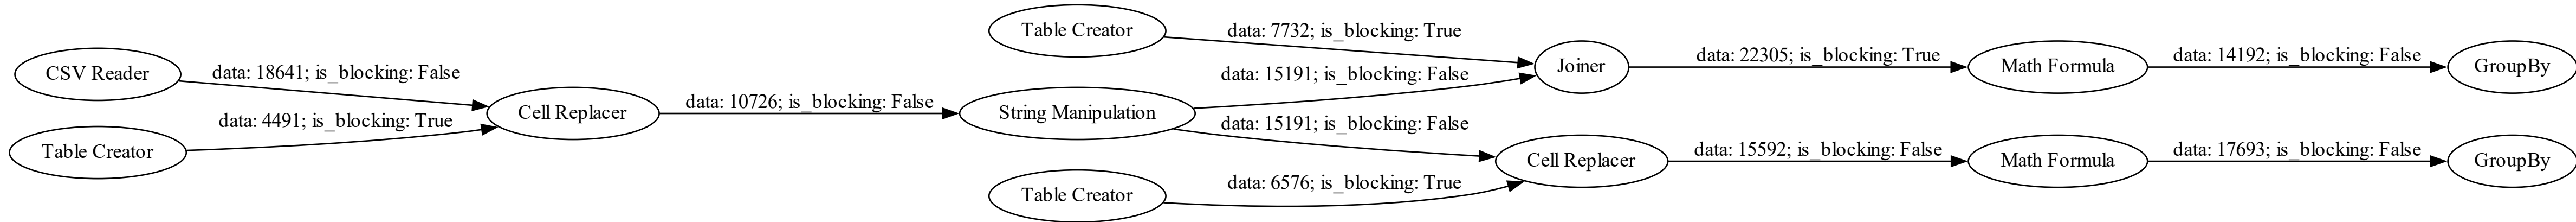 Table Creator
data: 7732; is_blocking: True
CSV Reader
data: 18641; is_blocking: False
Joiner
data: 22305; is_blocking: True
Math Formula
data: 14192; is_blocking: False
GroupBy
data: 15191; is_blocking: False
Table Creator
data: 4491; is_blocking: True
Cell Replacer
data: 10726; is_blocking: False
String Manipulation
data: 15191; is_blocking: False
Cell Replacer
data: 15592; is_blocking: False
Math Formula
data: 17693; is_blocking: False
GroupBy
Table Creator
data: 6576; is_blocking: True